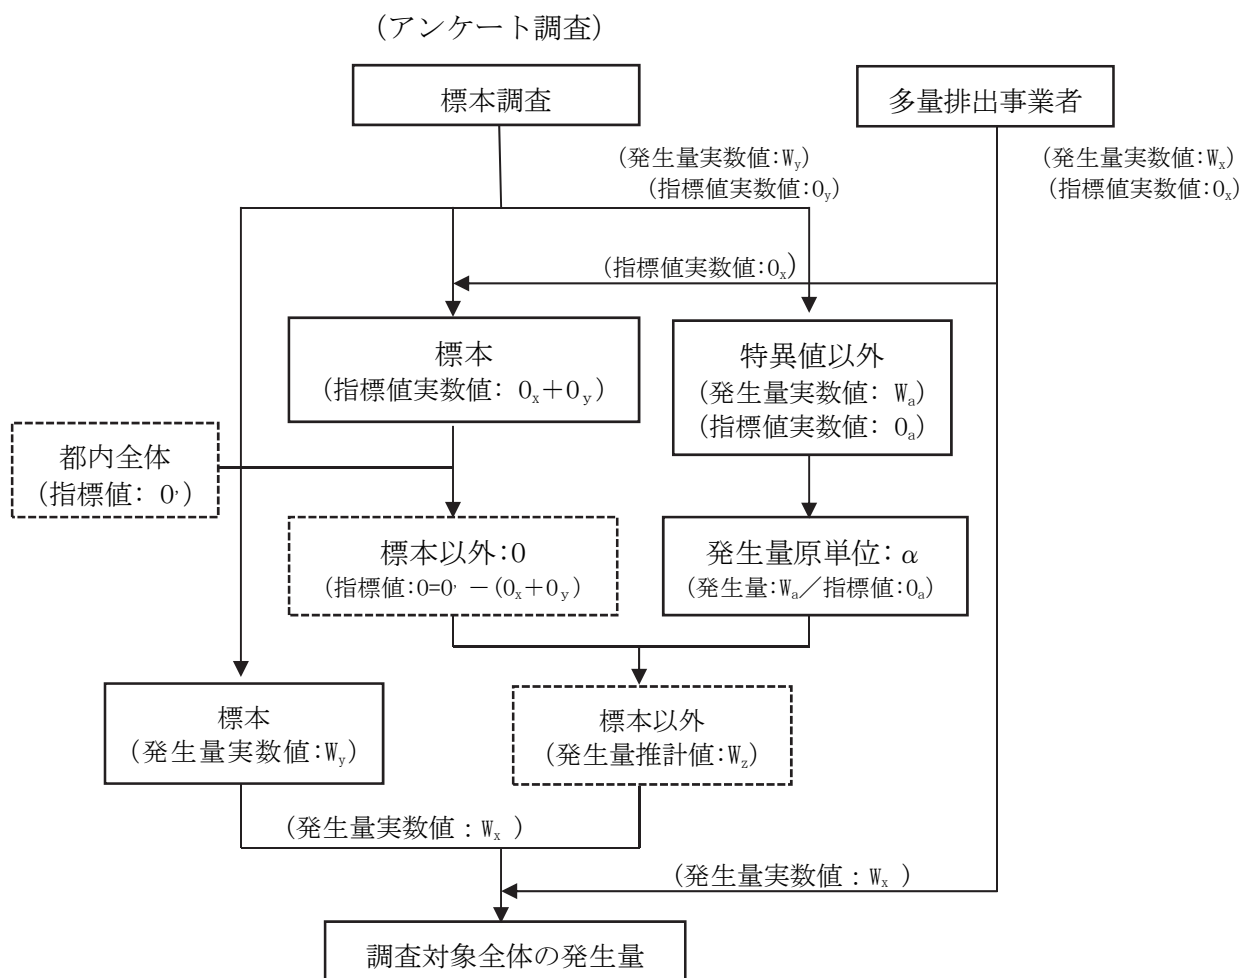 (アンケート調査)
標本調査
多量排出事業者
(発生量実数値:Wy)
(指標値実数値:Oy)
(発生量実数値:Wx)
(指標値実数値:Ox)
(指標値実数値:Ox)
標本
(指標値実数値: Ox+Oy)
特異値以外
(発生量実数値: Wa)
(指標値実数値: Oa)
都内全体
(指標値: O')
標本以外:O
(指標値:O=O' -(Ox+Oy)
発生量原単位: α
(発生量:Wa/指標値:Oa)
標本
(発生量実数値:Wy)
標本以外
(発生量推計値:Wz)
(発生量実数値:Wx )
(発生量実数値:Wx )
調査対象全体の発生量